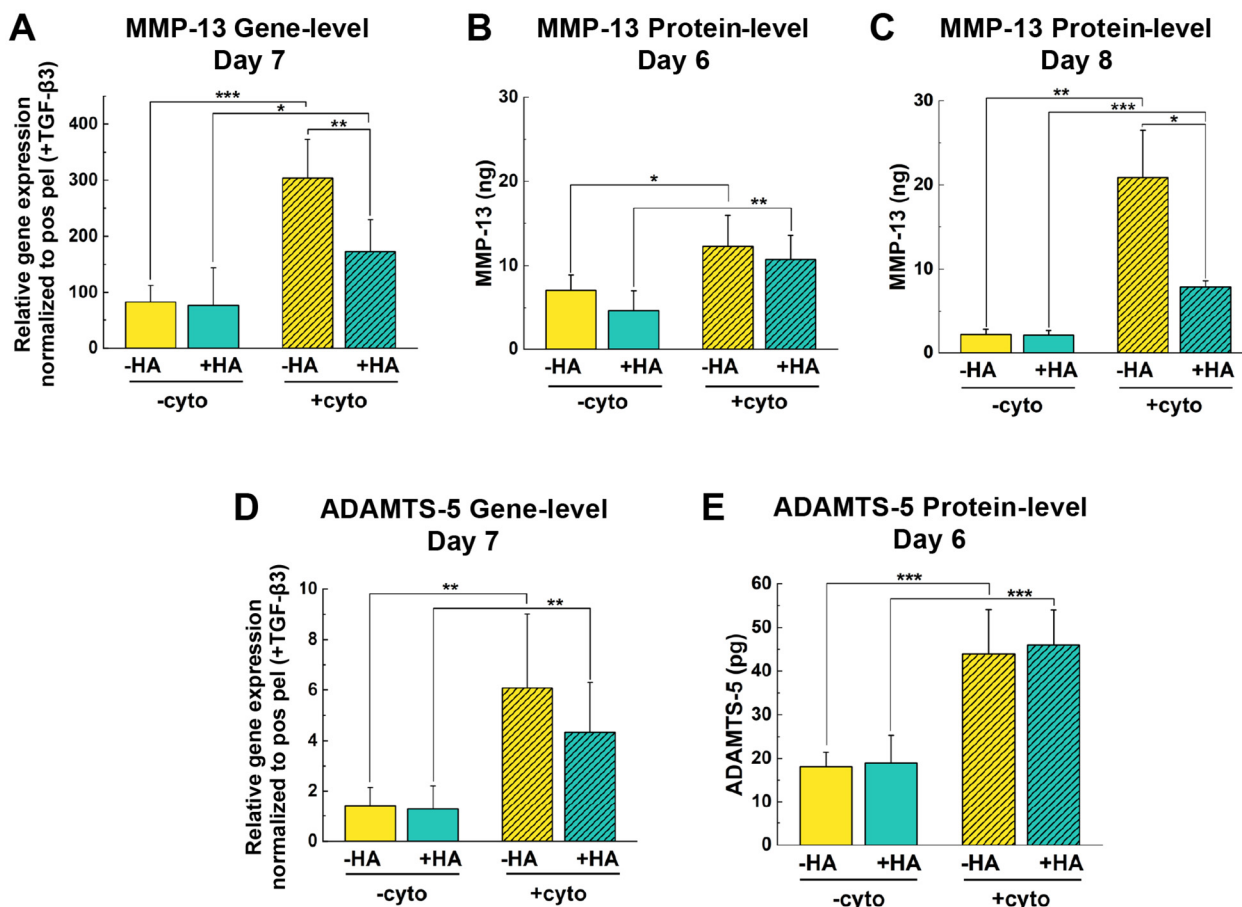 A
MMP-13 Gene-level
Day 7
Relative gene expression
normalized to pos pel (+TGF-β3)
400
300
200
100
0
***
*
**
-HA
+HA
-HA
+HA
-cyto
+cyto
B
MMP-13 Protein-level
Day 6
MMP-13 (ng)
30
20
10
0
*
**
-HA
+HA
-HA
+HA
-cyto
+cyto
C
MMP-13 Protein-level
Day 8
MMP-13 (ng)
30
20
10
0
**
***
*
-HA
+HA
-HA
+HA
-cyto
+cyto
D
ADAMTS-5 Gene-level
Day 7
Relative gene expression
normalized to pos pel (+TGF-β3)
10
8
6
4
2
0
**
**
-HA
+HA
-HA
+HA
-cyto
+cyto
E
ADAMTS-5 Protein-level
Day 6
ADAMTS-5 (pg)
60
50
40
30
20
10
0
***
***
-HA
+HA
-HA
+HA
-cyto
+cyto